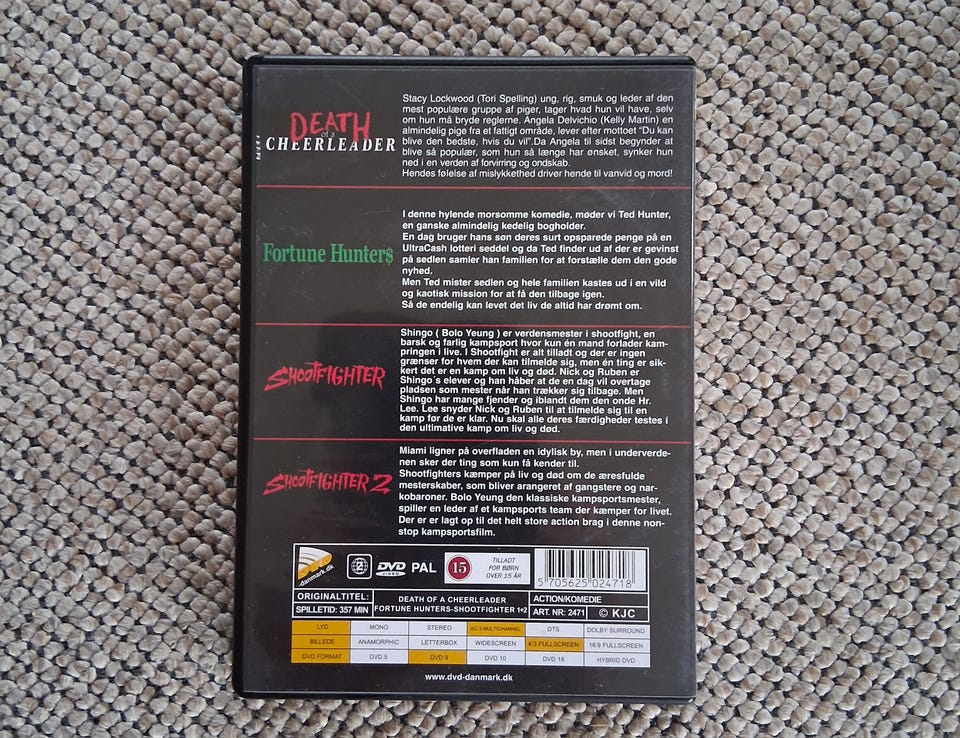 DEATH
of a
CHEERLEADER
Stacy Lockwood (Tori Spelling) ung, rig, smuk og leder af den
mest populære gruppe af piger, tager hvad hun vil have, selv
om hun må bryde reglerne. Angela Delvichio (Kelly Martin) en
almindelig pige fra et fattigt område, lever efter mottoet "Du kan
blive den bedste, hvis du vil".Da Angela til sidst begynder at
blive så populær, som hun så længe har ønsket, synker hun
ned i en verden af forvirring og ondskab.
Hendes følelse af mislykkethed driver hende til vanvid og mord!
Fortune Hunter$
I denne hylende morsomme komedie, møder vi Ted Hunter,
en ganske almindelig kedelig bogholder.
En dag bruger hans søn deres surt opsparede penge på en
UltraCash lotteri seddel og da Ted finder ud af der er gevinst
på sedlen samler han familien for at forstælle dem den gode
nyhed.
Men Ted mister sedlen og hele familien kastes ud i en vild
og kaotisk mission for at få den tilbage igen.
Så de endelig kan levet det liv de altid har drømt om.
SHOOTFIGHTER
Shingo ( Bolo Yeung ) er verdensmester i shootfight, en
barsk og farlig kampsport hvor kun én mand forlader kam-
pringen i live. I Shootfight er alt tilladt og der er ingen
grænser for hvem der kan tilmelde sig, men én ting er sik-
kert det er en kamp om liv og død. Nick og Ruben er
Shingo´s elever og han håber at de en dag vil overtage
pladsen som mester når han trækker sig tilbage. Men
Shingo har mange fjender og iblandt dem den onde Hr.
Lee. Lee snyder Nick og Ruben til at tilmelde sig til en
kamp før de er klar. Nu skal alle deres færdigheder testes i
den ultimative kamp om liv og død.
SHOOTFIGHTER 2
Miami ligner på overfladen en idylisk by, men i underverde-
nen sker der ting som kun få kender til.
Shootfighters kæmper på liv og død om de æresfulde
mesterskaber, som bliver arangeret af gangstere og nar-
kobaroner. Bolo Yeung den klassiske kampsportsmester,
spiller en leder af et kampsports team der kæmper for livet.
Der er er lagt op til det helt store action brag i denne non-
stop kampsportsfilm.
-danmark.dk
2
DVD
VIDEO
PAL
15
TILLADT
FOR BØRN
OVER 15 ÅR
5 705625 024718
ORIGINALTITEL: DEATH OF A CHEERLEADER ACTION/KOMEDIE
SPILLETID: 357 MIN FORTUNE HUNTERS-SHOOTFIGHTER 1+2 ART. NR: 2471 © KJC
LYD MONO STEREO AC-3 MULTICHANNEL DTS DOLBY SURROUND
BILLEDE ANAMORPHIC LETTERBOX WIDESCREEN 4:3 FULLSCREEN 16:9 FULLSCREEN
DVD FORMAT DVD 5 DVD 9 DVD 10 DVD 18 HYBRID DVD
www.dvd-danmark.dk